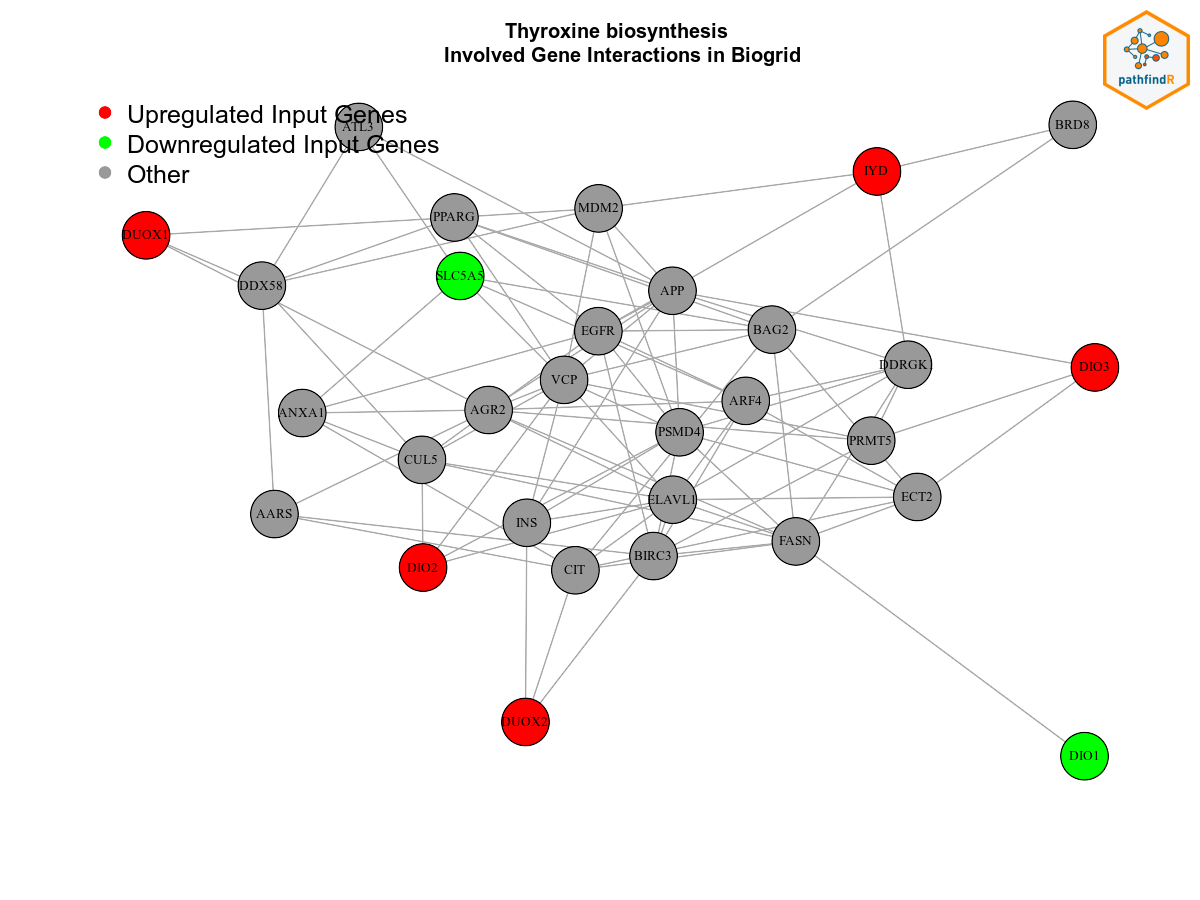 Thyroxine biosynthesis
Involved Gene Interactions in Biogrid
pathfindR
Upregulated Input Genes
Downregulated Input Genes
Other
ATL3
BRD8
IYD
MDM2
PPARG
DUOX1
SLC5A5
DDX58
APP
EGFR
BAG2
DDRGK1
DIO3
VCP
ARF4
ANXA1
AGR2
PSMD4
PRMT5
CUL5
ECT2
ELAVL1
AARS
INS
FASN
BIRC3
DIO2
CIT
DUOX2
DIO1